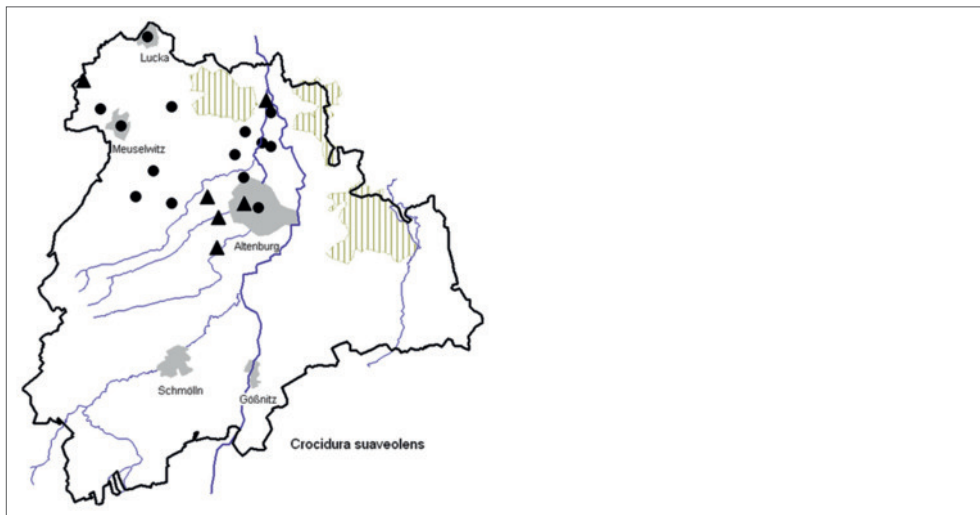 Lucka
Meuselwitz
Altenburg
Schmölln
Gößnitz
Crocidura suaveolens